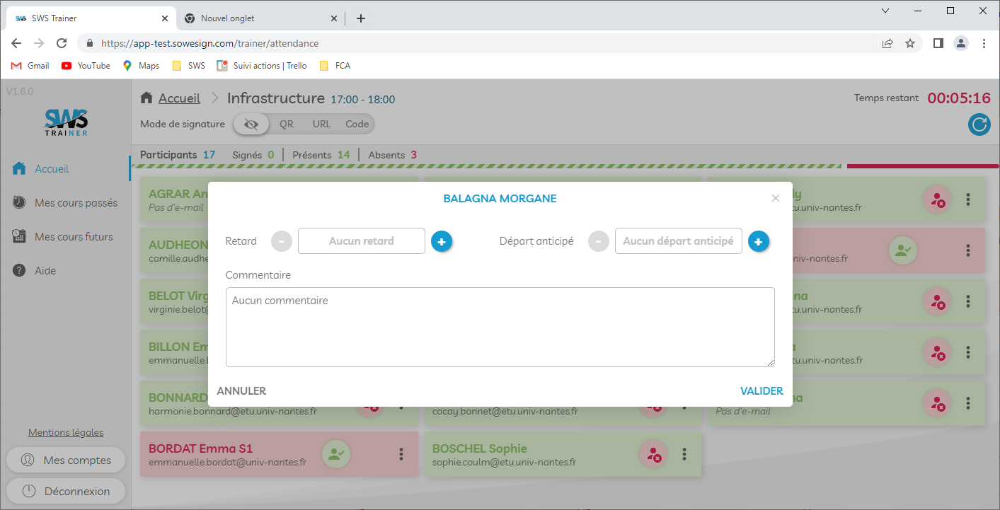 SWS Trainer
Nouvel onglet
https://app-test.sowesign.com/trainer/attendance
Gmail
YouTube
Maps
SWS
Suivi actions | Trello
FCA
V1.6.0
SWS
TRAINER
Accueil
Mes cours passés
Mes cours futurs
Aide
Mentions légales
Mes comptes
Déconnexion
Accueil > Infrastructure 17:00 - 18:00
Temps restant 00:05:16
Mode de signature QR URL Code
Participants 17 Signés 0 | Présents 14 | Absents 3
AGRAR An
Pas d'e-mail
ly
tu.univ-nantes.fr
AUDHEON
camille.audhe
niv-nantes.fr
BELOT Virg
virginie.belot@
na
tu.univ-nantes.fr
BILLON Em
emmanuelle.
etu.univ-nantes.fr
BONNARD
harmonie.bonnard@etu.univ-nantes.fr
cocay.bonnet@etu.univ-nantes.fr
na
Pas d'e-mail
BORDAT Emma S1
emmanuelle.bordat@univ-nantes.fr
BOSCHEL Sophie
sophie.coulm@etu.univ-nantes.fr
BALAGNA MORGANE
×
Retard - Aucun retard +
Départ anticipé - Aucun départ anticipé +
Commentaire
Aucun commentaire
ANNULER
VALIDER